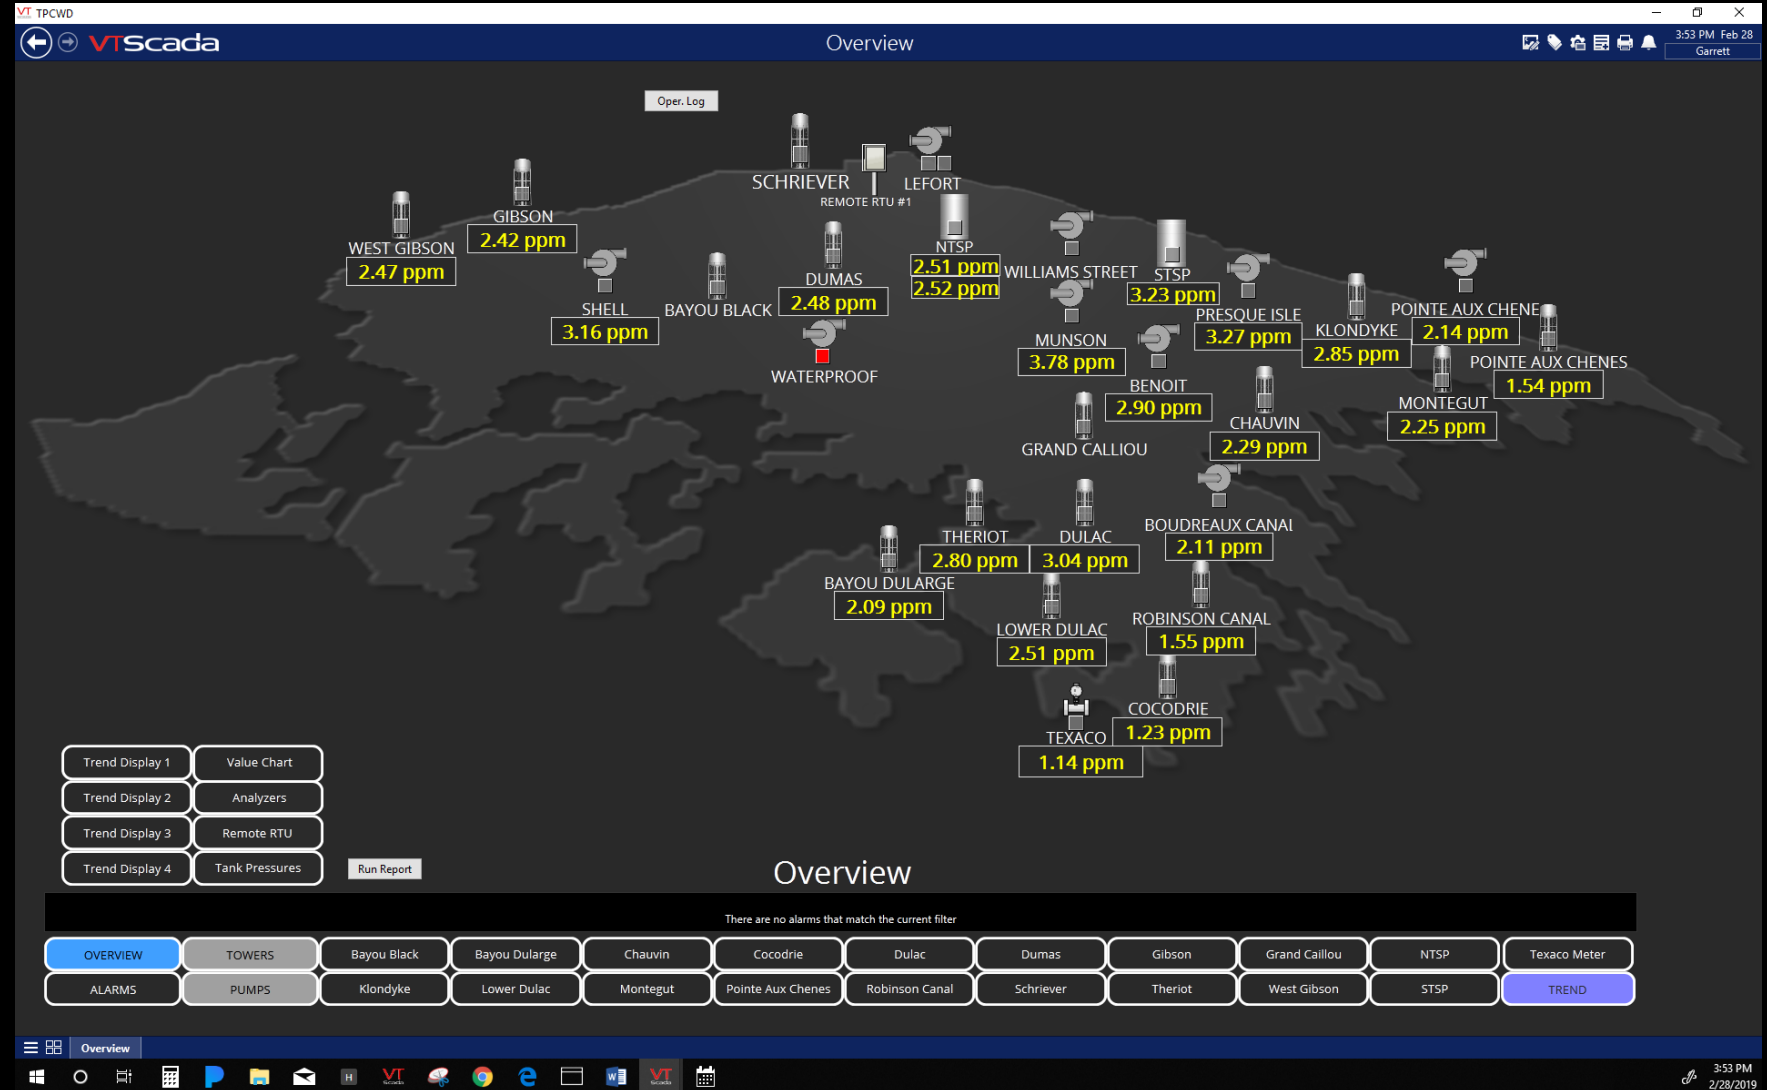 VT TPCWD
VTScada
Overview
3:53 PM Feb 28
Garrett
Oper. Log
SCHRIEVER
LEFORT
REMOTE RTU #1
GIBSON
2.42 ppm
WEST GIBSON
2.47 ppm
SHELL
3.16 ppm
BAYOU BLACK
DUMAS
2.48 ppm
WATERPROOF
NTSP
2.51 ppm
2.52 ppm
WILLIAMS STREET
STSP
3.23 ppm
MUNSON
3.78 ppm
PRESQUE ISLE
3.27 ppm
KLONDYKE
2.85 ppm
POINTE AUX CHENE
2.14 ppm
POINTE AUX CHENES
1.54 ppm
MONTEGUT
2.25 ppm
BENOIT
2.90 ppm
CHAUVIN
2.29 ppm
GRAND CALLIOU
BOUDREAUX CANAL
2.11 ppm
THERIOT
2.80 ppm
DULAC
3.04 ppm
BAYOU DULARGE
2.09 ppm
LOWER DULAC
2.51 ppm
ROBINSON CANAL
1.55 ppm
COCODRIE
1.23 ppm
TEXACO
1.14 ppm
Trend Display 1
Value Chart
Trend Display 2
Analyzers
Trend Display 3
Remote RTU
Trend Display 4
Tank Pressures
Run Report
Overview
There are no alarms that match the current filter
OVERVIEW
TOWERS
Bayou Black
Bayou Dularge
Chauvin
Cocodrie
Dulac
Dumas
Gibson
Grand Caillou
NTSP
Texaco Meter
ALARMS
PUMPS
Klondyke
Lower Dulac
Montegut
Pointe Aux Chenes
Robinson Canal
Schriever
Theriot
West Gibson
STSP
TREND
Overview
H
VT
Scada
W
VT
Scada
3:53 PM
2/28/2019